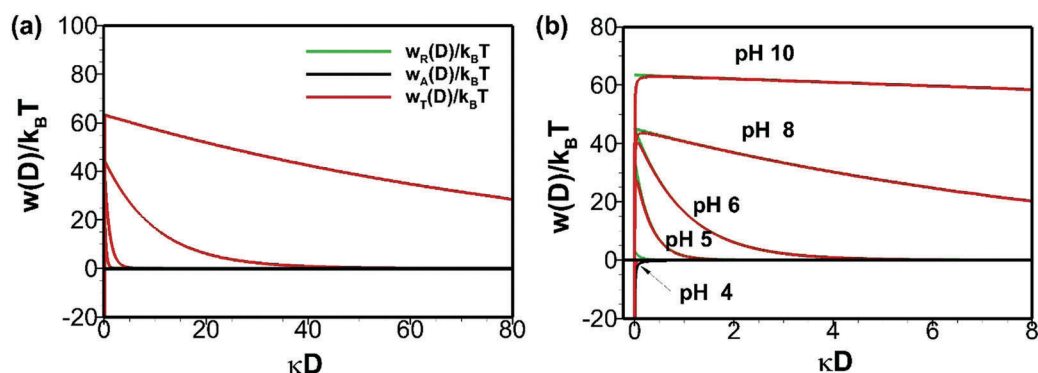 (a)
100
80
60
40
20
0
-20
w(D)/k_BT
w_R(D)/k_BT
w_A(D)/k_BT
w_T(D)/k_BT
0 20 40 60 80
κD
(b)
80
60
40
20
0
-20
w(D)/k_BT
pH 10
pH 8
pH 6
pH 5
pH 4
0 2 4 6 8
κD